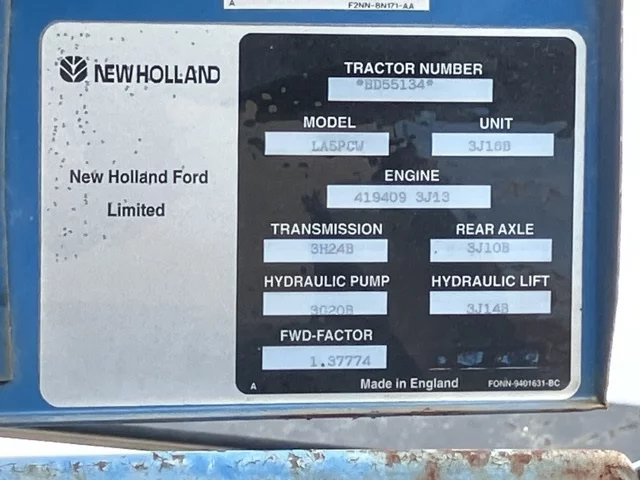 A F2NN-8N171-AA
NEW HOLLAND
New Holland Ford
Limited
TRACTOR NUMBER
*BD55134*
MODEL UNIT
LA5PCW 3J16B
ENGINE
419409 3J13
TRANSMISSION REAR AXLE
3H24B 3J10B
HYDRAULIC PUMP HYDRAULIC LIFT
3G20B 3J14B
FWD-FACTOR
1.37774
A Made in England FONN-9401631-BC